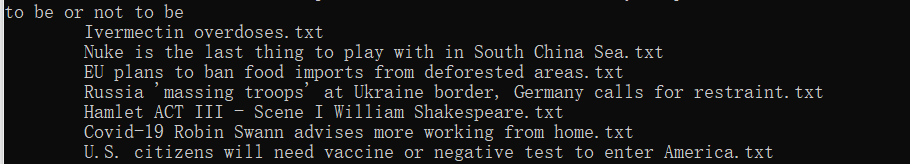 to be or not to be
Ivermectin overdoses.txt
Nuke is the last thing to play with in South China Sea.txt
EU plans to ban food imports from deforested areas.txt
Russia 'massing troops' at Ukraine border, Germany calls for restraint.txt
Hamlet ACT III - Scene I William Shakespeare.txt
Covid-19 Robin Swann advises more working from home.txt
U.S. citizens will need vaccine or negative test to enter America.txt